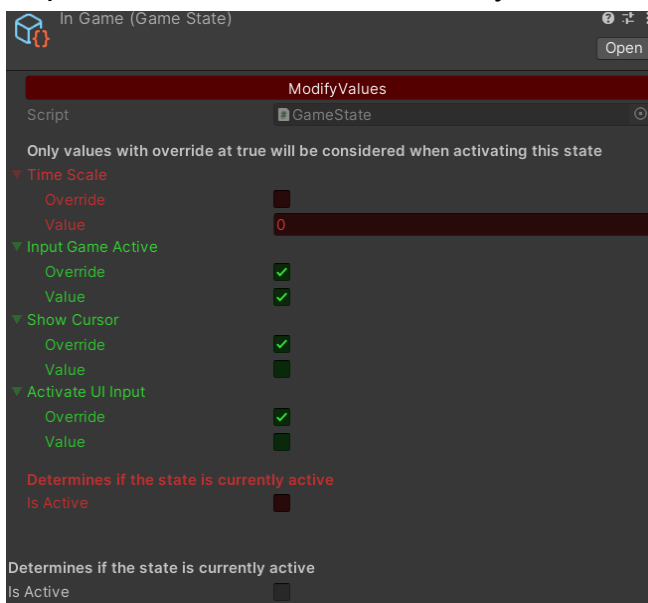 In Game (Game State)
Open
ModifyValues
Script GameState
Only values with override at true will be considered when activating this state
Time Scale
Override
Value 0
Input Game Active
Override
Value
Show Cursor
Override
Value
Activate UI Input
Override
Value
Determines if the state is currently active
Is Active
Determines if the state is currently active
Is Active